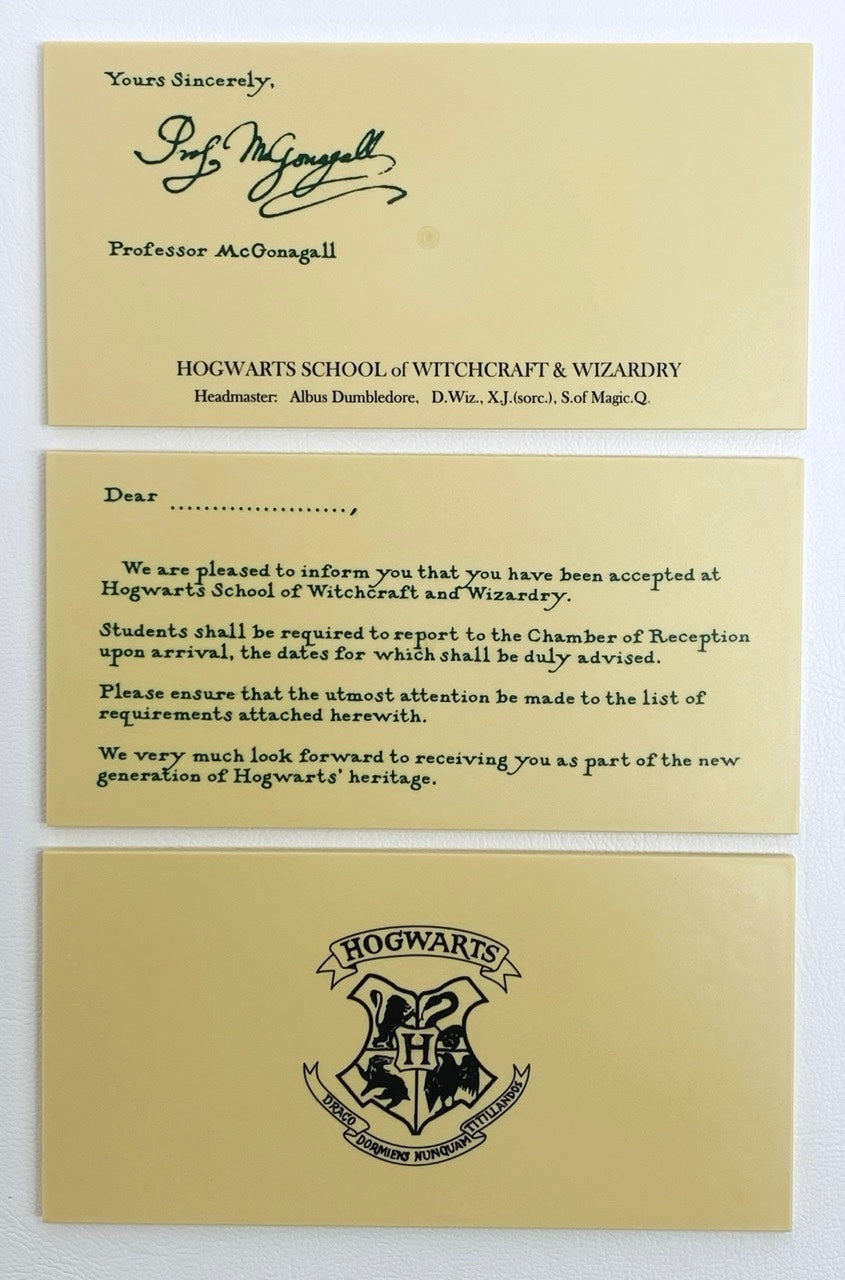 Yours Sincerely,
Prof. McGonagall
Professor McGonagall
HOGWARTS SCHOOL of WITCHCRAFT & WIZARDRY
Headmaster: Albus Dumbledore, D.Wiz., X.J.(sorc.), S.of Magic.Q.
Dear ......................,
We are pleased to inform you that you have been accepted at
Hogwarts School of Witchcraft and Wizardry.
Students shall be required to report to the Chamber of Reception
upon arrival, the dates for which shall be duly advised.
Please ensure that the utmost attention be made to the list of
requirements attached herewith.
We very much look forward to receiving you as part of the new
generation of Hogwarts' heritage.
HOGWARTS
H
DRACO DORMIENS NUNQUAM TITILLANDUS